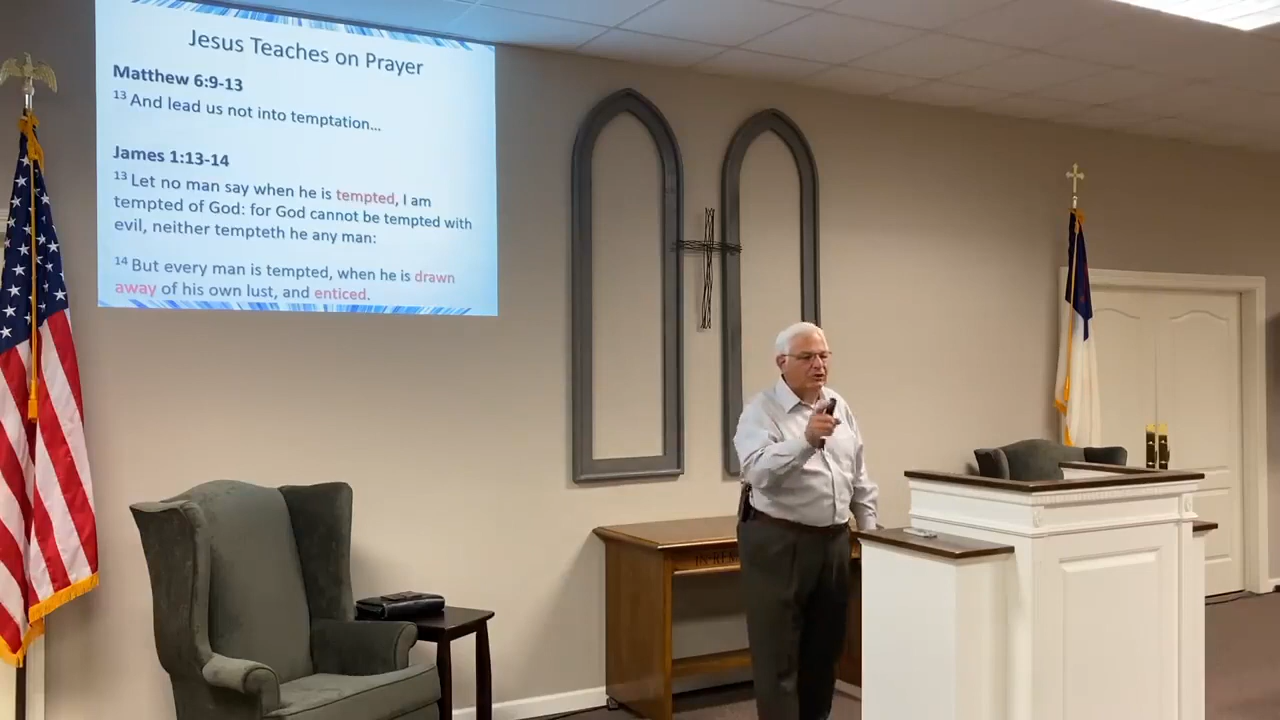 Jesus Teaches on Prayer
Matthew 6:9-13
13 And lead us not into temptation...
James 1:13-14
13 Let no man say when he is tempted, I am
tempted of God: for God cannot be tempted with
evil, neither tempteth he any man:
14 But every man is tempted, when he is drawn
away of his own lust, and enticed.
IN REM